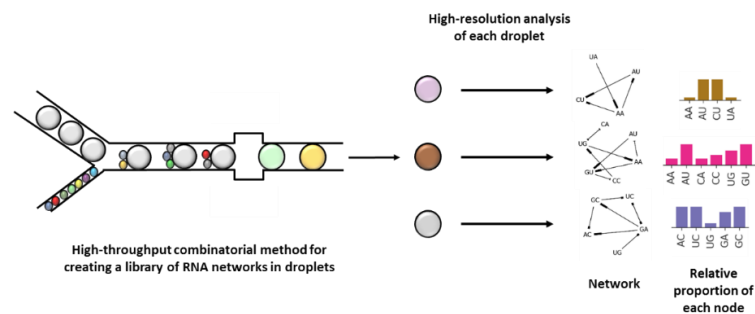 High-resolution analysis
of each droplet
UA
AU
CU
AA
AA
AU
CU
UA
CA
UG
AU
AA
GU
CC
AA
AU
CA
CC
UG
GU
GC
UC
AC
GA
UG
AC
UC
UG
GA
GC
High-throughput combinatorial method for
creating a library of RNA networks in droplets
Network
Relative
proportion of
each node